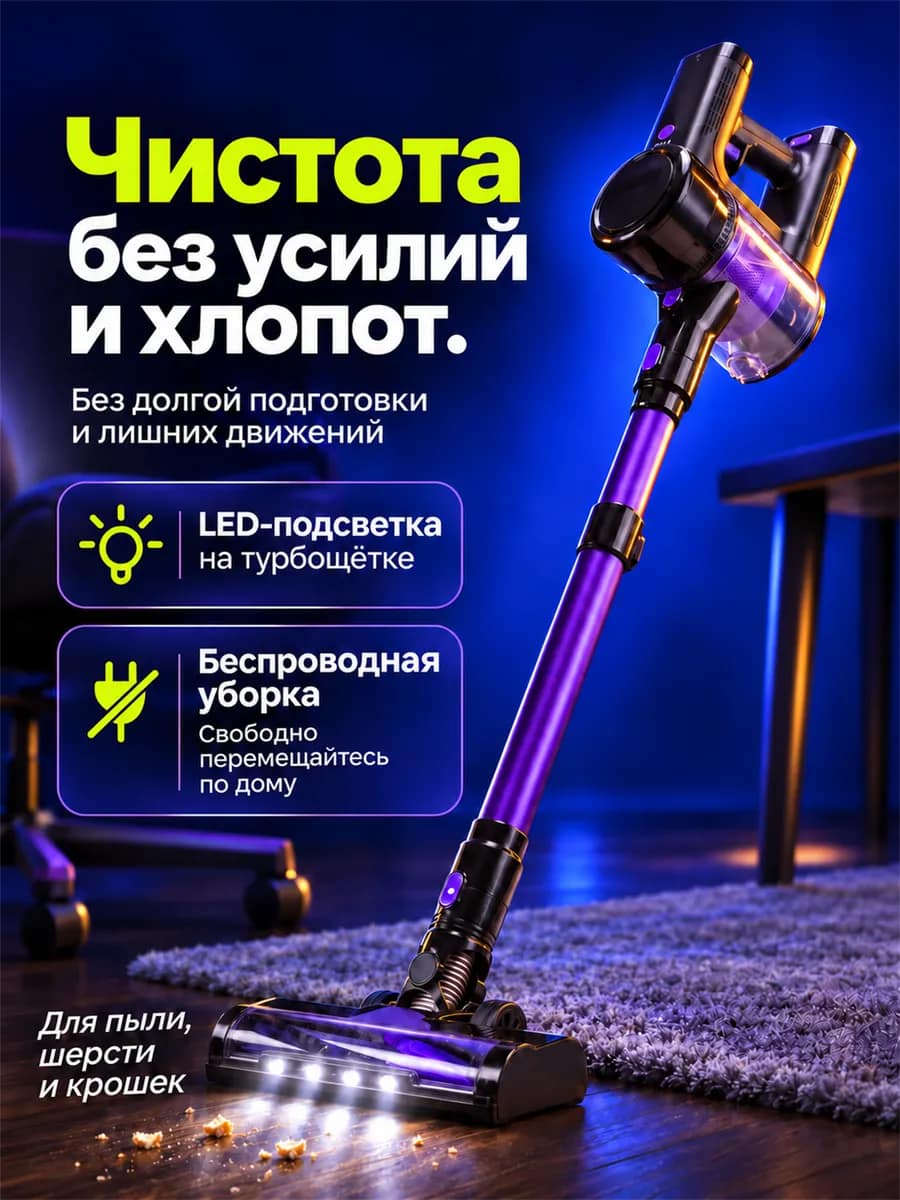 Чистота
без усилий
и хлопот.
Без долгой подготовки
и лишних движений
LED-подсветка
на турбощётке
Беспроводная
уборка
Свободно
перемещайтесь
по дому
Для пыли,
шерсти
и крошек